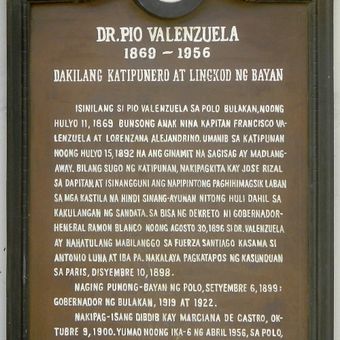 DR. PIO VALENZUELA
1869 — 1956
DAKILANG KATIPUNERO AT LINGKOD NG BAYAN
ISINILANG SI PIO VALENZUELA SA POLO BULAKAN, NOONG
HULYO 11, 1869 BUNSONG ANAK NINA KAPITAN FRANCISCO VA-
LENZUELA AT LORENZANA ALEJANDRINO. UMANIB SA KATIPUNAN
NOONG HULYO 15, 1892 NA ANG GINAMIT NA SAGISAG AY MADLANG-
AWAY. BILANG SUGO NG KATIPUNAN, NAKIPAGKITA KAY JOSE RIZAL
SA DAPITAN AT ISINANGGUNI ANG NAPIPINTONG PAGHIHIMAGSIK LABAN
SA MGA KASTILA NA HINDI SINANG-AYUNAN NITONG HULI DAHIL SA
KAKULANGAN NG SANDATA. SA BISA NG DEKRETO NI GOBERNADOR-
HENERAL RAMON BLANCO NOONG AGOSTO 30, 1896 SI DR. VALENZUELA
AY NAHATULANG MABILANGGO SA FUERZA SANTIAGO KASAMA SI
ANTONIO LUNA AT IBA PA. NAKALAYA PAGKATAPOS NG KASUNDUAN
SA PARIS, DISYEMBRE 10, 1898.
NAGING PUNONG-BAYAN NG POLO, SETYEMBRE 6, 1899;
GOBERNADOR NG BULAKAN, 1919 AT 1922.
NAKIPAG-ISANG DIBDIB KAY MARCIANA DE CASTRO, OK-
TUBRE 9, 1900. YUMAO NOONG IKA-6 NG ABRIL 1956, SA POLO,